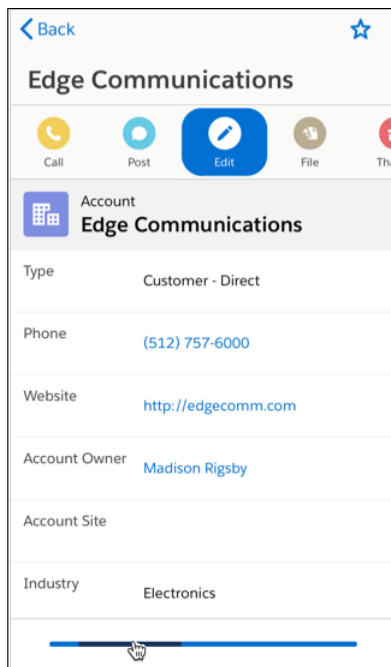 Back
Edge Communications
Call Post Edit File
Account
Edge Communications
Type Customer - Direct
Phone (512) 757-6000
Website http://edgecomm.com
Account Owner Madison Rigsby
Account Site
Industry Electronics